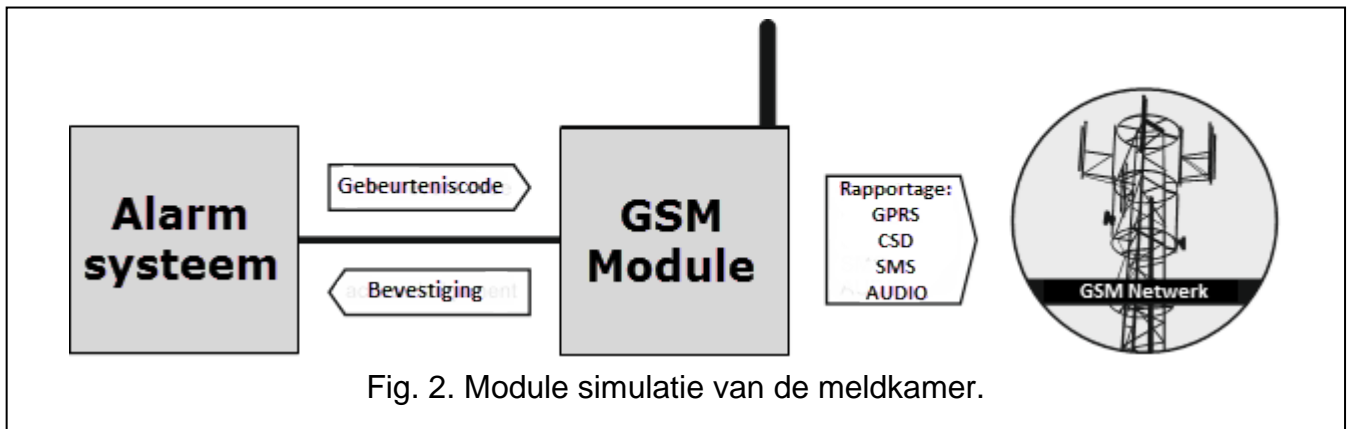 Alarm
systeem
Gebeurteniscode
Bevestiging
GSM
Module
Rapportage:
GPRS
CSD
SMS
AUDIO
GSM Netwerk
Fig. 2. Module simulatie van de meldkamer.